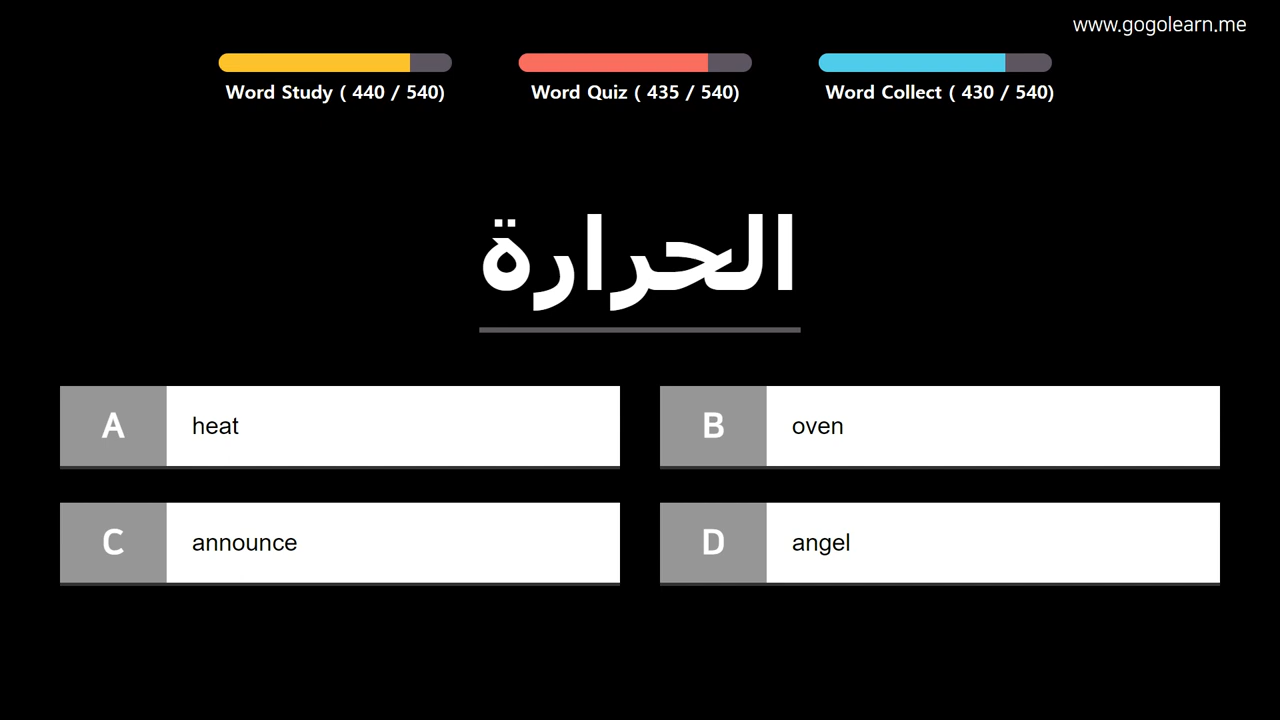 www.gogolearn.me
Word Study ( 440 / 540)
Word Quiz ( 435 / 540)
Word Collect ( 430 / 540)
الحرارة
A heat
B oven
C announce
D angel